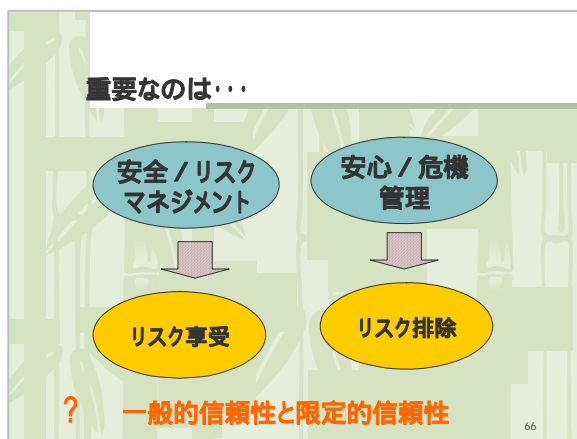 重要なのは･･･
安全 / リスク
マネジメント
安心 / 危機
管理
リスク享受
リスク排除
? 一般的信頼性と限定的信頼性
66